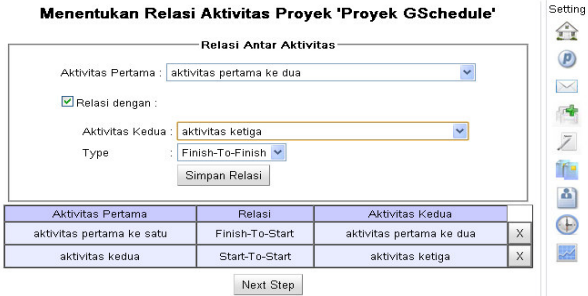 Menentukan Relasi Aktivitas Proyek 'Proyek GSchedule'
Setting
Relasi Antar Aktivitas
Aktivitas Pertama : aktivitas pertama ke dua
Relasi dengan :
Aktivitas Kedua : aktivitas ketiga
Type : Finish-To-Finish
Simpan Relasi
Aktivitas Pertama Relasi Aktivitas Kedua
aktivitas pertama ke satu Finish-To-Start aktivitas pertama ke dua X
aktivitas kedua Start-To-Start aktivitas ketiga X
Next Step